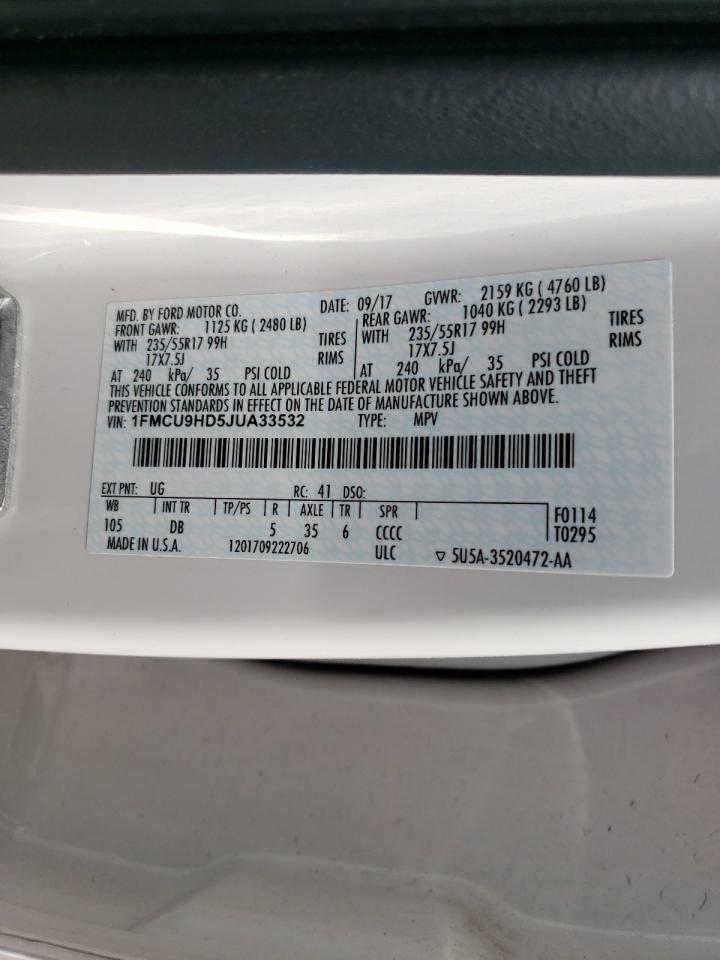 MFD. BY FORD MOTOR CO. DATE: 09/17 GVWR: 2159 KG ( 4760 LB)
FRONT GAWR: 1125 KG ( 2480 LB) REAR GAWR: 1040 KG ( 2293 LB)
WITH 235/55R17 99H TIRES WITH 235/55R17 99H TIRES
17X7.5J RIMS 17X7.5J RIMS
AT 240 kPa/ 35 PSI COLD AT 240 kPa/ 35 PSI COLD
THIS VEHICLE CONFORMS TO ALL APPLICABLE FEDERAL MOTOR VEHICLE SAFETY AND THEFT
PREVENTION STANDARDS IN EFFECT ON THE DATE OF MANUFACTURE SHOWN ABOVE.
VIN: 1FMCU9HD5JUA33532 TYPE: MPV
EXT PNT: UG RC: 41 DSO:
WB INT TR TP/PS R AXLE TR SPR F0114
105 DB 5 35 6 CCCC T0295
MADE IN U.S.A. 1201709222706 ULC ▽ 5U5A-3520472-AA